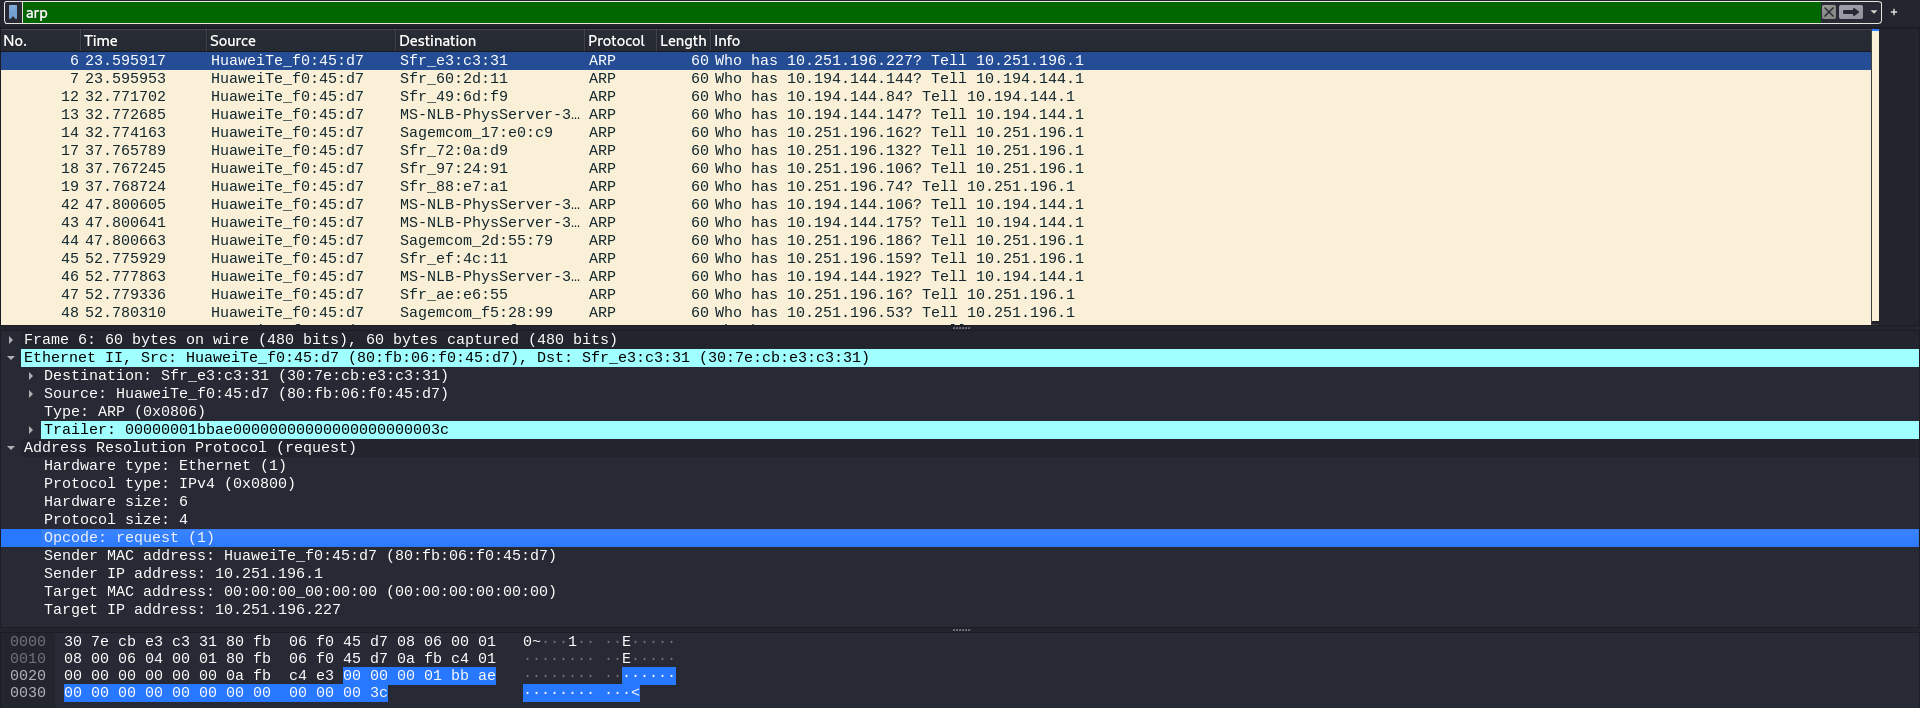 arp
No. Time Source Destination Protocol Length Info
6 23.595917 HuaweiTe_f0:45:d7 Sfr_e3:c3:31 ARP 60 Who has 10.251.196.227? Tell 10.251.196.1
7 23.595953 HuaweiTe_f0:45:d7 Sfr_60:2d:11 ARP 60 Who has 10.194.144.144? Tell 10.194.144.1
12 32.771702 HuaweiTe_f0:45:d7 Sfr_49:6d:f9 ARP 60 Who has 10.194.144.84? Tell 10.194.144.1
13 32.772685 HuaweiTe_f0:45:d7 MS-NLB-PhysServer-3… ARP 60 Who has 10.194.144.147? Tell 10.194.144.1
14 32.774163 HuaweiTe_f0:45:d7 Sagemcom_17:e0:c9 ARP 60 Who has 10.251.196.162? Tell 10.251.196.1
17 37.765789 HuaweiTe_f0:45:d7 Sfr_72:0a:d9 ARP 60 Who has 10.251.196.132? Tell 10.251.196.1
18 37.767245 HuaweiTe_f0:45:d7 Sfr_97:24:91 ARP 60 Who has 10.251.196.106? Tell 10.251.196.1
19 37.768724 HuaweiTe_f0:45:d7 Sfr_88:e7:a1 ARP 60 Who has 10.251.196.74? Tell 10.251.196.1
42 47.800605 HuaweiTe_f0:45:d7 MS-NLB-PhysServer-3… ARP 60 Who has 10.194.144.106? Tell 10.194.144.1
43 47.800641 HuaweiTe_f0:45:d7 MS-NLB-PhysServer-3… ARP 60 Who has 10.194.144.175? Tell 10.194.144.1
44 47.800663 HuaweiTe_f0:45:d7 Sagemcom_2d:55:79 ARP 60 Who has 10.251.196.186? Tell 10.251.196.1
45 52.775929 HuaweiTe_f0:45:d7 Sfr_ef:4c:11 ARP 60 Who has 10.251.196.159? Tell 10.251.196.1
46 52.777863 HuaweiTe_f0:45:d7 MS-NLB-PhysServer-3… ARP 60 Who has 10.194.144.192? Tell 10.194.144.1
47 52.779336 HuaweiTe_f0:45:d7 Sfr_ae:e6:55 ARP 60 Who has 10.251.196.16? Tell 10.251.196.1
48 52.780310 HuaweiTe_f0:45:d7 Sagemcom_f5:28:99 ARP 60 Who has 10.251.196.53? Tell 10.251.196.1
Frame 6: 60 bytes on wire (480 bits), 60 bytes captured (480 bits)
Ethernet II, Src: HuaweiTe_f0:45:d7 (80:fb:06:f0:45:d7), Dst: Sfr_e3:c3:31 (30:7e:cb:e3:c3:31)
Destination: Sfr_e3:c3:31 (30:7e:cb:e3:c3:31)
Source: HuaweiTe_f0:45:d7 (80:fb:06:f0:45:d7)
Type: ARP (0x0806)
Trailer: 00000001bbae00000000000000000000003c
Address Resolution Protocol (request)
Hardware type: Ethernet (1)
Protocol type: IPv4 (0x0800)
Hardware size: 6
Protocol size: 4
Opcode: request (1)
Sender MAC address: HuaweiTe_f0:45:d7 (80:fb:06:f0:45:d7)
Sender IP address: 10.251.196.1
Target MAC address: 00:00:00_00:00:00 (00:00:00:00:00:00)
Target IP address: 10.251.196.227
0000 30 7e cb e3 c3 31 80 fb 06 f0 45 d7 08 06 00 01 0~···1·· ··E·····
0010 08 00 06 04 00 01 80 fb 06 f0 45 d7 0a fb c4 01 ········ ··E·····
0020 00 00 00 00 00 00 0a fb c4 e3 00 00 00 01 bb ae ········ ········
0030 00 00 00 00 00 00 00 00 00 00 00 3c ········ ···<